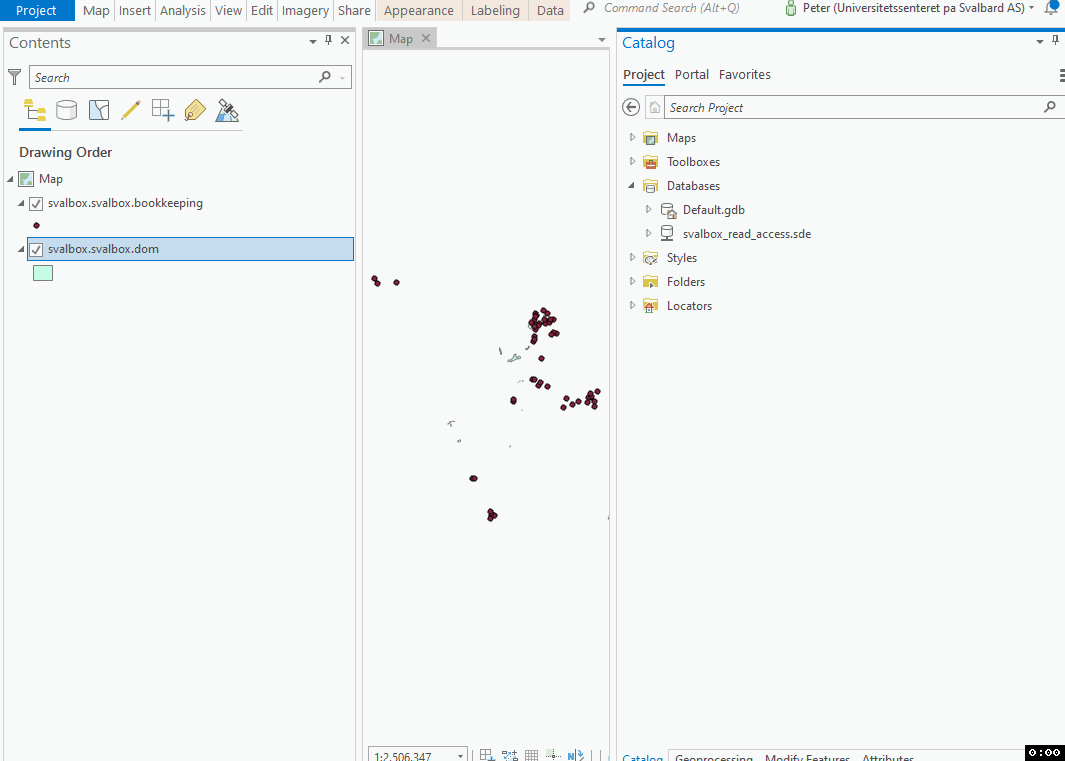 Project Map Insert Analysis View Edit Imagery Share Appearance Labeling Data Command Search (Alt+Q) Peter (Universitetssenteret pa Svalbard AS)
Contents
Search
Drawing Order
Map
svalbox.svalbox.bookkeeping
svalbox.svalbox.dom
Map
1:2,506,347
Catalog
Project Portal Favorites
Search Project
Maps
Toolboxes
Databases
Default.gdb
svalbox_read_access.sde
Styles
Folders
Locators
Catalog Geoprocessing Modify Features Attributes
0:00